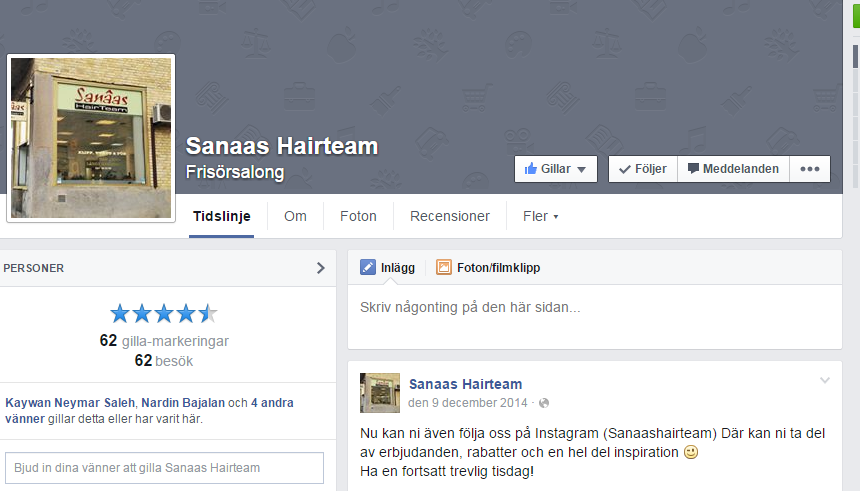 Sanâas
HairTeam
Sanaas Hairteam
Frisörsalong
Gillar
Följer
Meddelanden
Tidslinje
Om
Foton
Recensioner
Fler
PERSONER
62 gilla-markeringar
62 besök
Kaywan Neymar Saleh, Nardin Bajalan och 4 andra
vänner gillar detta eller har varit här.
Bjud in dina vänner att gilla Sanaas Hairteam
Inlägg
Foton/filmklipp
Skriv någonting på den här sidan...
Sanaas Hairteam
den 9 december 2014 ·
Nu kan ni även följa oss på Instagram (Sanaashairteam) Där kan ni ta del
av erbjudanden, rabatter och en hel del inspiration
Ha en fortsatt trevlig tisdag!